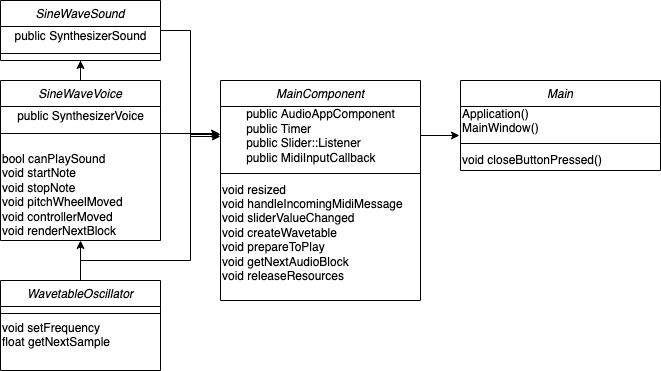 SineWaveSound
public SynthesizerSound
SineWaveVoice
public SynthesizerVoice
bool canPlaySound
void startNote
void stopNote
void pitchWheelMoved
void controllerMoved
void renderNextBlock
WavetableOscillator
void setFrequency
float getNextSample
MainComponent
public AudioAppComponent
public Timer
public Slider::Listener
public MidiInputCallback
void resized
void handleIncomingMidiMessage
void sliderValueChanged
void createWavetable
void prepareToPlay
void getNextAudioBlock
void releaseResources
Main
Application()
MainWindow()
void closeButtonPressed()